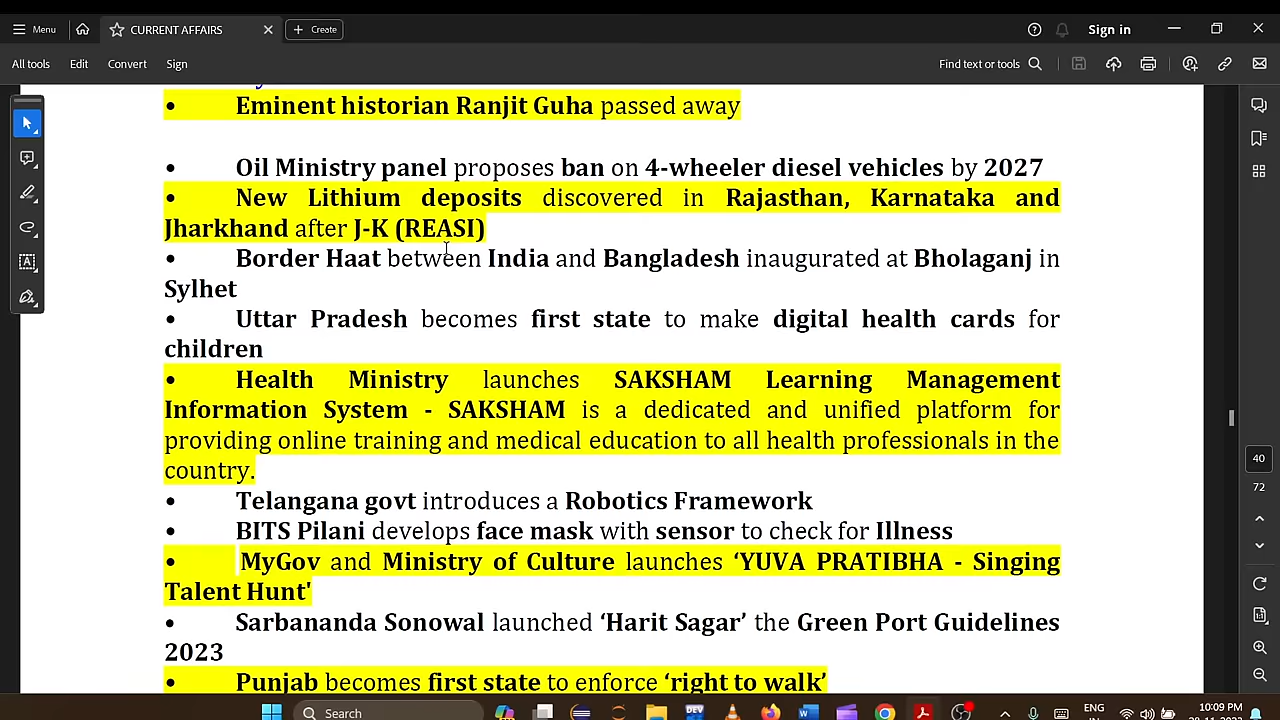 Menu
CURRENT AFFAIRS
Create
Sign in
All tools Edit Convert Sign
Find text or tools
• Eminent historian Ranjit Guha passed away
• Oil Ministry panel proposes ban on 4-wheeler diesel vehicles by 2027
• New Lithium deposits discovered in Rajasthan, Karnataka and
Jharkhand after J-K (REASI)
• Border Haat between India and Bangladesh inaugurated at Bholaganj in
Sylhet
• Uttar Pradesh becomes first state to make digital health cards for
children
• Health Ministry launches SAKSHAM Learning Management
Information System - SAKSHAM is a dedicated and unified platform for
providing online training and medical education to all health professionals in the
country.
• Telangana govt introduces a Robotics Framework
• BITS Pilani develops face mask with sensor to check for Illness
• MyGov and Ministry of Culture launches ‘YUVA PRATIBHA - Singing
Talent Hunt'
• Sarbananda Sonowal launched ‘Harit Sagar’ the Green Port Guidelines
2023
• Punjab becomes first state to enforce ‘right to walk’
40
72
Search
DEV
ENG
10:09 PM